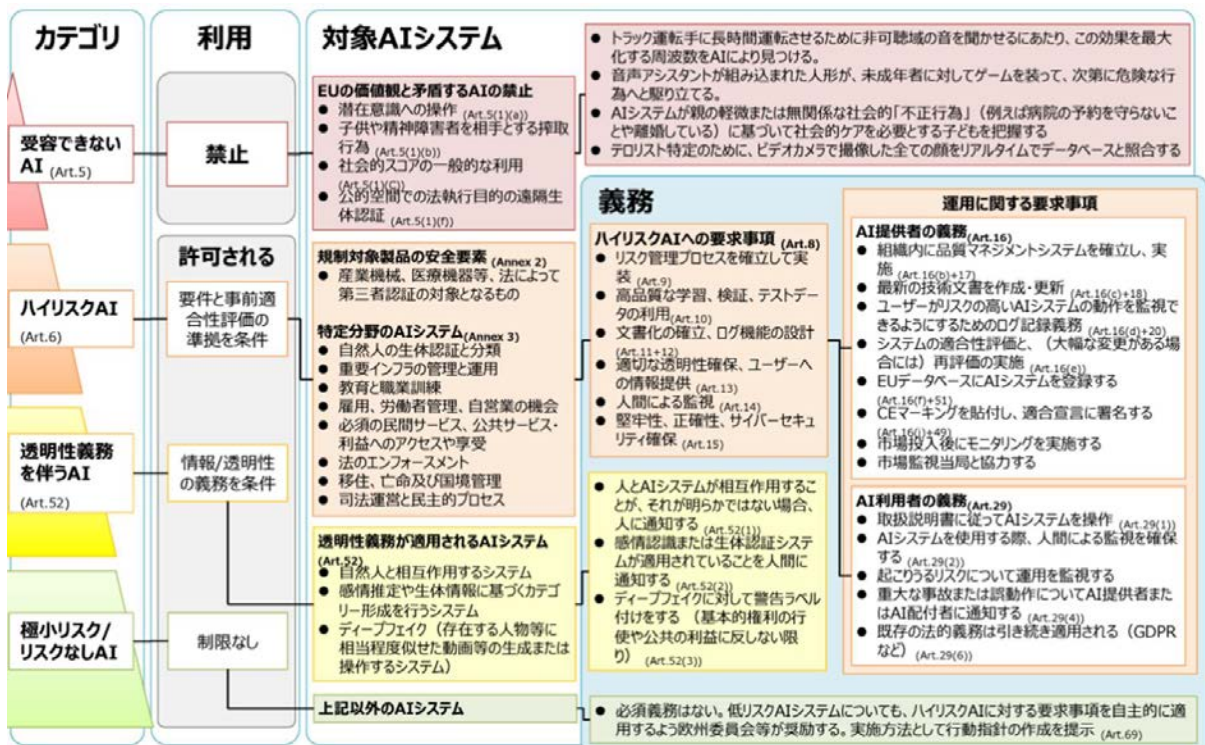 カテゴリ
利用
対象AIシステム
受容できない
AI (Art.5)
禁止
EUの価値観と矛盾するAIの禁止
● 潜在意識への操作 (Art.5(1)(a))
● 子供や精神障害者を相手とする搾取
行為 (Art.5(1)(b))
● 社会的スコアの一般的な利用
(Art.5(1)(C))
● 公的空間での法執行目的の遠隔生
体認証 (Art.5(1)(f))
● トラック運転手に長時間運転させるために非可聴域の音を聞かせるにあたり、この効果を最大
化する周波数をAIにより見つける。
● 音声アシスタントが組み込まれた人形が、未成年者に対してゲームを装って、次第に危険な行
為へと駆り立てる。
● AIシステムが親の軽微または無関係な社会的「不正行為」（例えば病院の予約を守らないこ
とや離婚している）に基づいて社会的ケアを必要とする子どもを把握する
● テロリスト特定のために、ビデオカメラで撮像した全ての顔をリアルタイムでデータベースと照合する
ハイリスクAI
(Art.6)
許可される
要件と事前適
合性評価の
準拠を条件
規制対象製品の安全要素 (Annex 2)
● 産業機械、医療機器等、法によって
第三者認証の対象となるもの
特定分野のAIシステム(Annex 3)
● 自然人の生体認証と分類
● 重要インフラの管理と運用
● 教育と職業訓練
● 雇用、労働者管理、自営業の機会
● 必須の民間サービス、公共サービス・
利益へのアクセスや享受
● 法のエンフォースメント
● 移住、亡命及び国境管理
● 司法運営と民主的プロセス
義務
ハイリスクAIへの要求事項 (Art.8)
● リスク管理プロセスを確立して実
装 (Art.9)
● 高品質な学習、検証、テストデー
タの利用(Art.10)
● 文書化の確立、ログ機能の設計
(Art.11+12)
● 適切な透明性確保、ユーザーへ
の情報提供 (Art.13)
● 人間による監視 (Art.14)
● 堅牢性、正確性、サイバーセキュ
リティ確保 (Art.15)
運用に関する要求事項
AI提供者の義務(Art.16)
● 組織内に品質マネジメントシステムを確立し、実
施 (Art.16(b)+17)
● 最新の技術文書を作成・更新 (Art.16(c)+18)
● ユーザーがリスクの高いAIシステムの動作を監視で
きるようにするためのログ記録義務 (Art.16(d)+20)
● システムの適合性評価と、（大幅な変更がある場
合には）再評価の実施 (Art.16(e))
● EUデータベースにAIシステムを登録する
(Art.16(f)+51)
● CEマーキングを貼付し、適合宣言に署名する
(Art.16(i)+49)
● 市場投入後にモニタリングを実施する
● 市場監視当局と協力する
AI利用者の義務(Art.29)
● 取扱説明書に従ってAIシステムを操作 (Art.29(1))
● AIシステムを使用する際、人間による監視を確保
する (Art.29(2))
● 起こりうるリスクについて運用を監視する
● 重大な事故または誤動作についてAI提供者また
はAI配付者に通知する (Art.29(4))
● 既存の法的義務は引き続き適用される（GDPR
など）(Art.29(6))
透明性義務
を伴うAI
(Art.52)
情報/透明性
の義務を条件
透明性義務が適用されるAIシステム
(Art.52)
● 自然人と相互作用するシステム
● 感情推定や生体情報に基づくカテゴ
リー形成を行うシステム
● ディープフェイク（存在する人物等に
相当程度似せた動画等の生成または
操作するシステム）
● 人とAIシステムが相互作用するこ
とが、それが明らかではない場合、
人に通知する (Art.52(1))
● 感情認識または生体認証システ
ムが適用されていることを人間に
通知する (Art.52(2))
● ディープフェイクに対して警告ラベル
付けをする （基本的権利の行
使や公共の利益に反しない限
り） (Art.52(3))
極小リスク/
リスクなしAI
制限なし
上記以外のAIシステム
● 必須義務はない。低リスクAIシステムについても、ハイリスクAIに対する要求事項を自主的に適
用するよう欧州委員会等が奨励する。実施方法として行動指針の作成を提示 (Art.69)